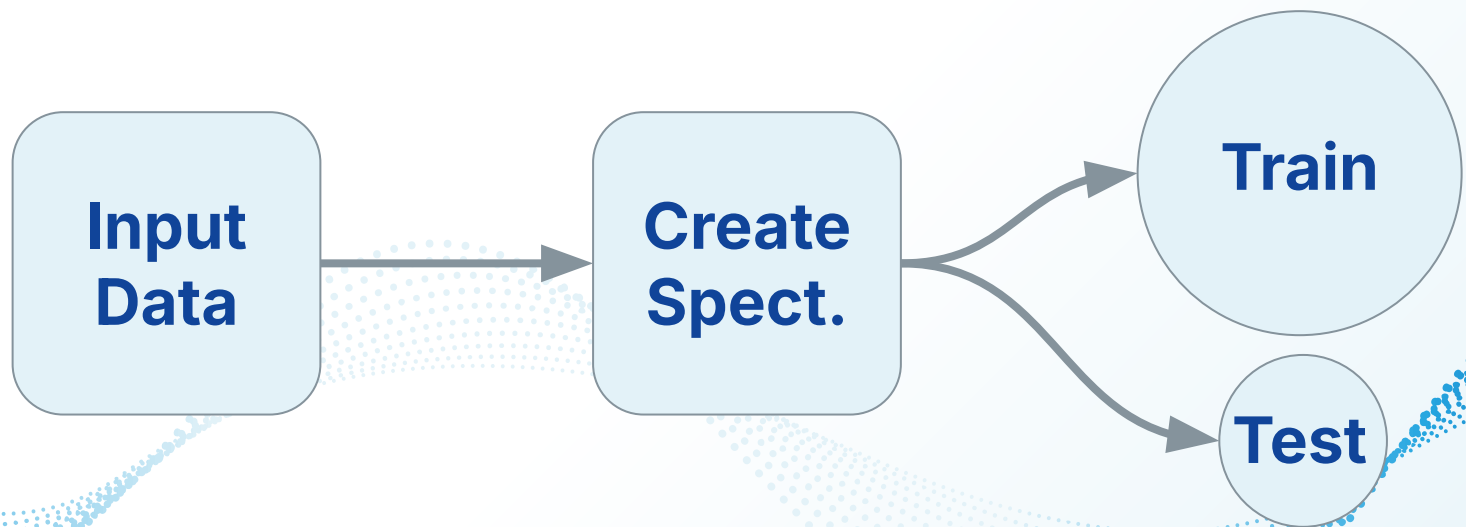 Input
Data
Create
Spect.
Train
Test